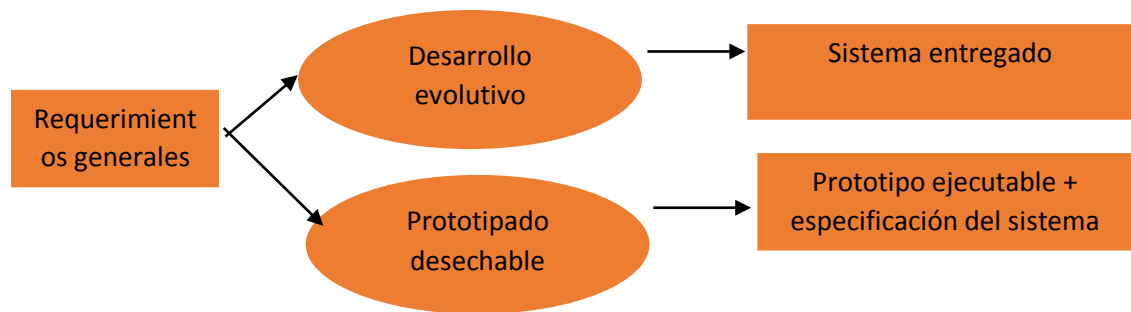 Requerimient
os generales
Desarrollo
evolutivo
Sistema entregado
Prototipado
desechable
Prototipo ejecutable +
especificación del sistema